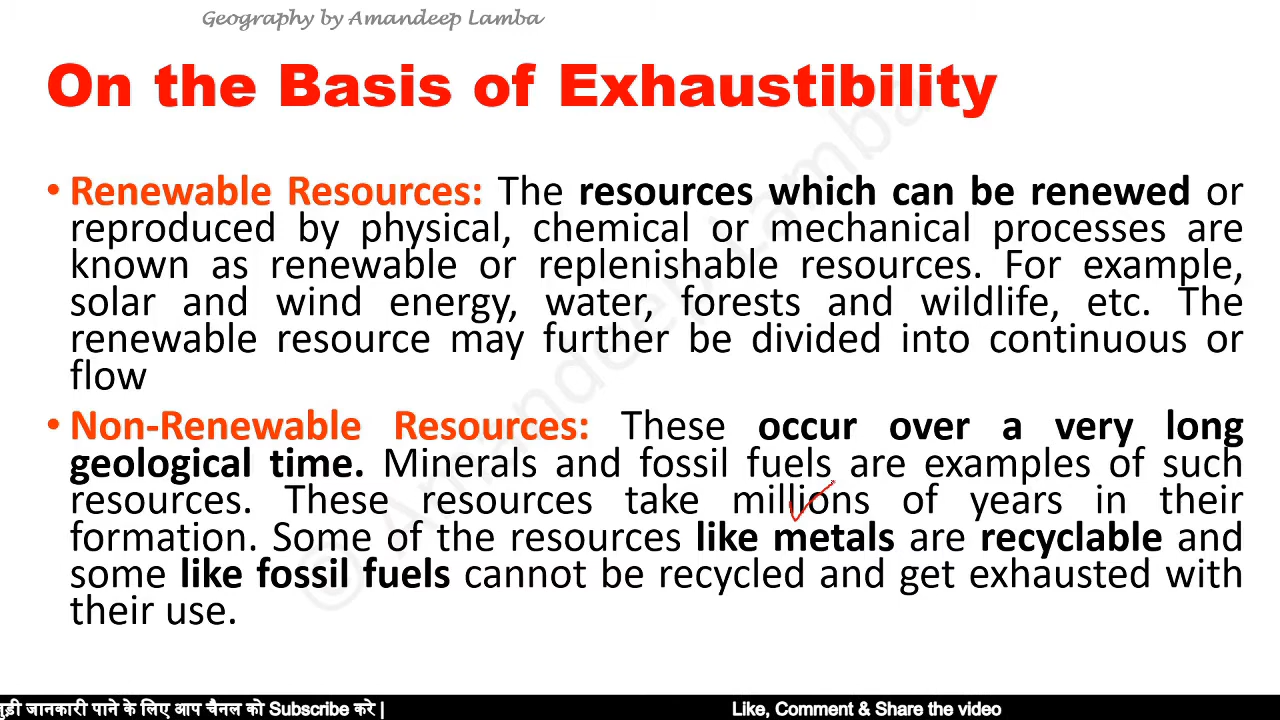 Geography by Amandeep Lamba
On the Basis of Exhaustibility
• Renewable Resources: The resources which can be renewed or
reproduced by physical, chemical or mechanical processes are
known as renewable or replenishable resources. For example,
solar and wind energy, water, forests and wildlife, etc. The
renewable resource may further be divided into continuous or
flow
• Non-Renewable Resources: These occur over a very long
geological time. Minerals and fossil fuels are examples of such
resources. These resources take millions of years in their
formation. Some of the resources like metals are recyclable and
some like fossil fuels cannot be recycled and get exhausted with
their use.
© Amandeep Lamba
जानकारी पाने के लिए आप चैनल को Subscribe करे |
Like, Comment & Share the video